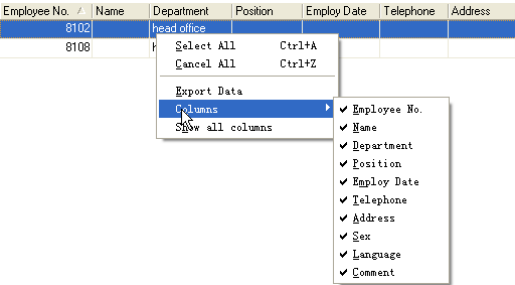 Employee No. Name Department Position Employ Date Telephone Address
8102 head office
8108
Select All Ctrl+A
Cancel All Ctrl+Z
Export Data
Columns
Show all columns
Employee No.
Name
Department
Position
Employ Date
Telephone
Address
Sex
Language
Comment